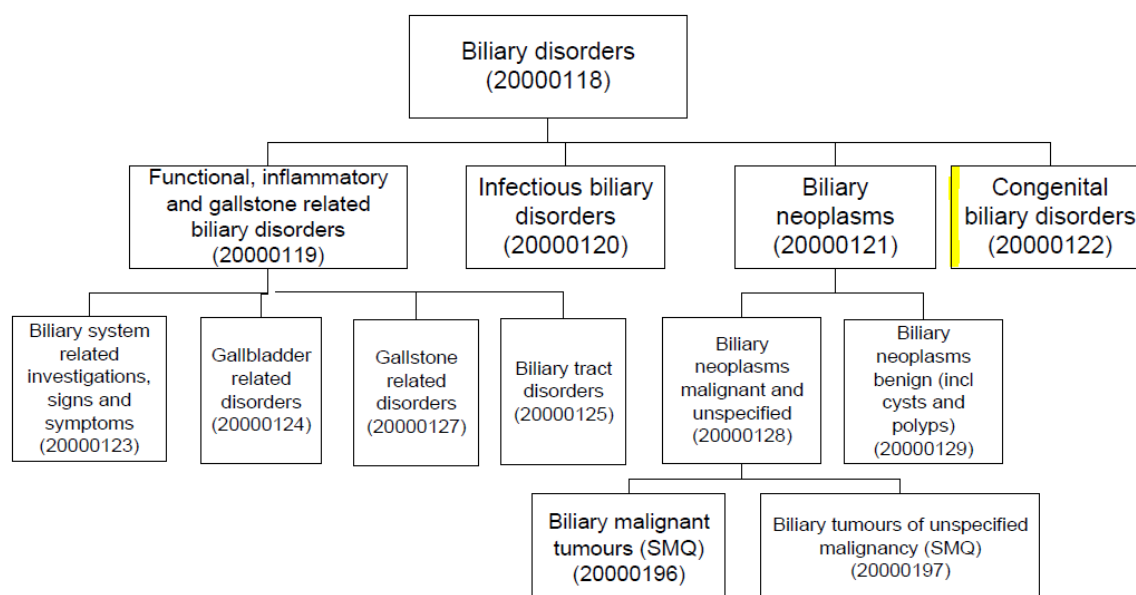 Biliary disorders
(20000118)
Functional, inflammatory
and gallstone related
biliary disorders
(20000119)
Infectious biliary
disorders
(20000120)
Biliary
neoplasms
(20000121)
Congenital
biliary disorders
(20000122)
Biliary system
related
investigations,
signs and
symptoms
(20000123)
Gallbladder
related
disorders
(20000124)
Gallstone
related
disorders
(20000127)
Biliary tract
disorders
(20000125)
Biliary
neoplasms
malignant and
unspecified
(20000128)
Biliary
neoplasms
benign (incl
cysts and
polyps)
(20000129)
Biliary malignant
tumours (SMQ)
(20000196)
Biliary tumours of unspecified
malignancy (SMQ)
(20000197)